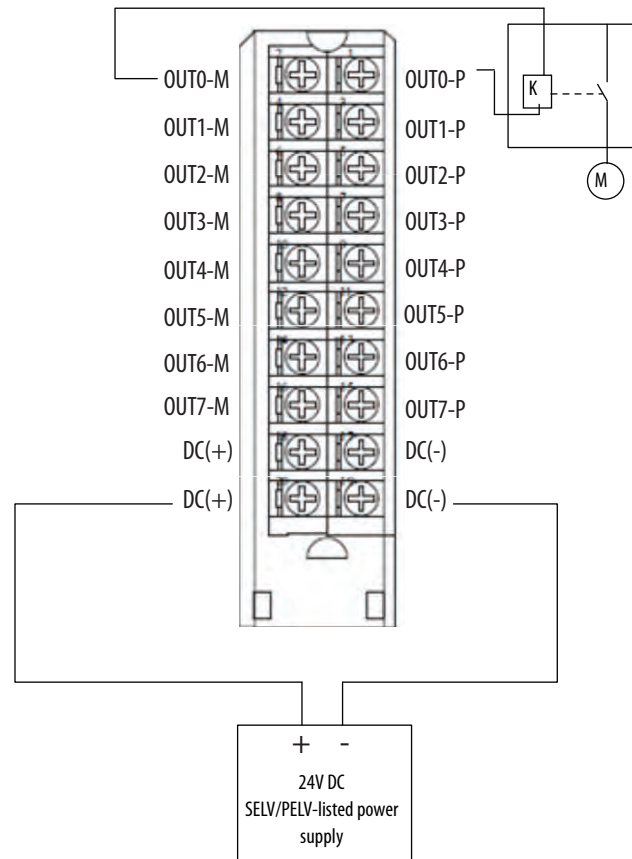 OUT0-M OUT0-P K
OUT1-M OUT1-P
OUT2-M OUT2-P M
OUT3-M OUT3-P
OUT4-M OUT4-P
OUT5-M OUT5-P
OUT6-M OUT6-P
OUT7-M OUT7-P
DC(+) DC(-)
DC(+) DC(-)
+ -
24V DC
SELV/PELV-listed power
supply